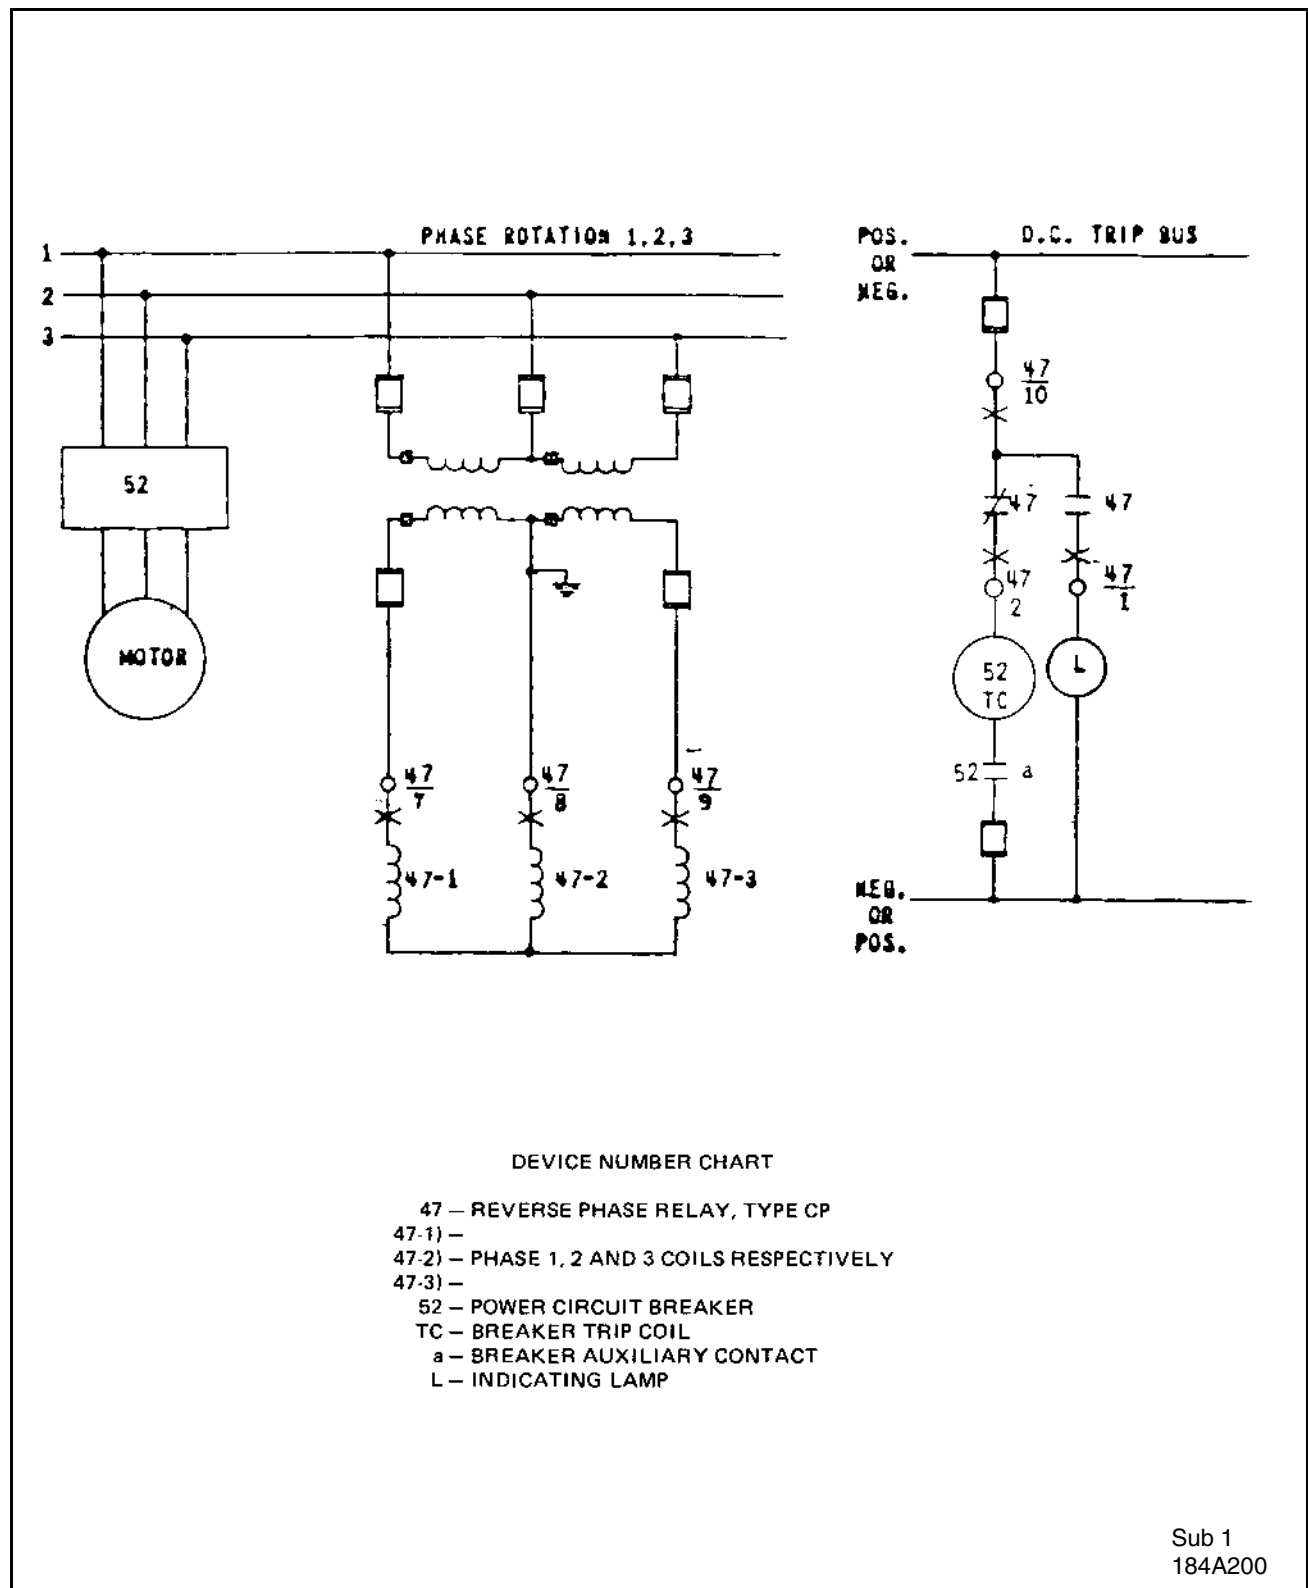 PHASE ROTATION 1,2,3
1
2
3
52
MOTOR
47
7
47
8
47
9
47-1
47-2
47-3
POS.
OR
NEG.
D.C. TRIP BUS
47
10
47
47
47
2
47
1
52
TC
L
52
a
NEG.
OR
POS.
DEVICE NUMBER CHART
47 — REVERSE PHASE RELAY, TYPE CP
47-1) —
47-2) — PHASE 1, 2 AND 3 COILS RESPECTIVELY
47-3) —
52 — POWER CIRCUIT BREAKER
TC — BREAKER TRIP COIL
a — BREAKER AUXILIARY CONTACT
L — INDICATING LAMP
Sub 1
184A200